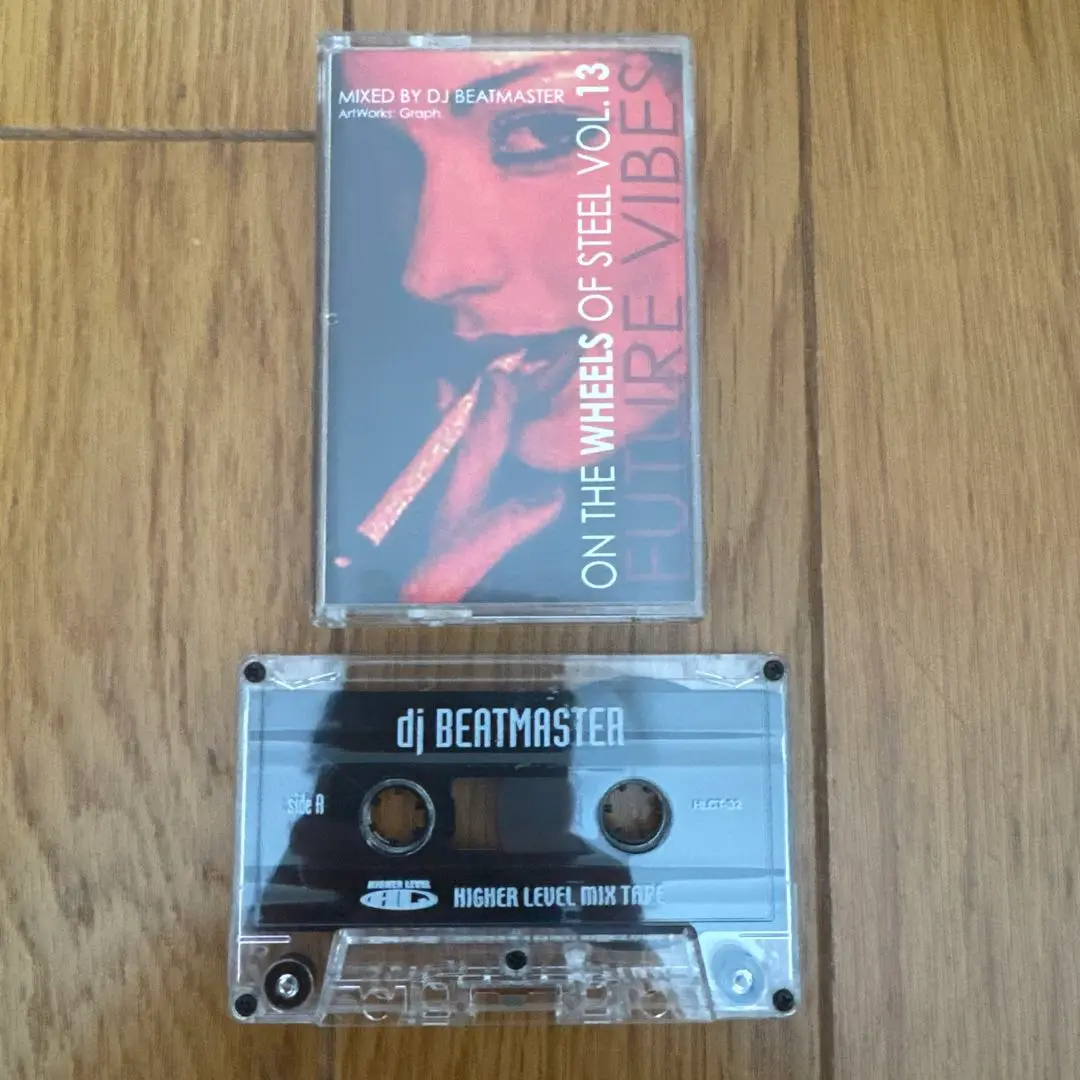 MIXED BY DJ BEATMASTER
ArtWorks: Graph
ON THE WHEELS OF STEEL VOL.13
FUTURE VIBES
dj BEATMASTER
side A
HLCT-32
HIGHER LEVEL
HL
HIGHER LEVEL MIX TAPE